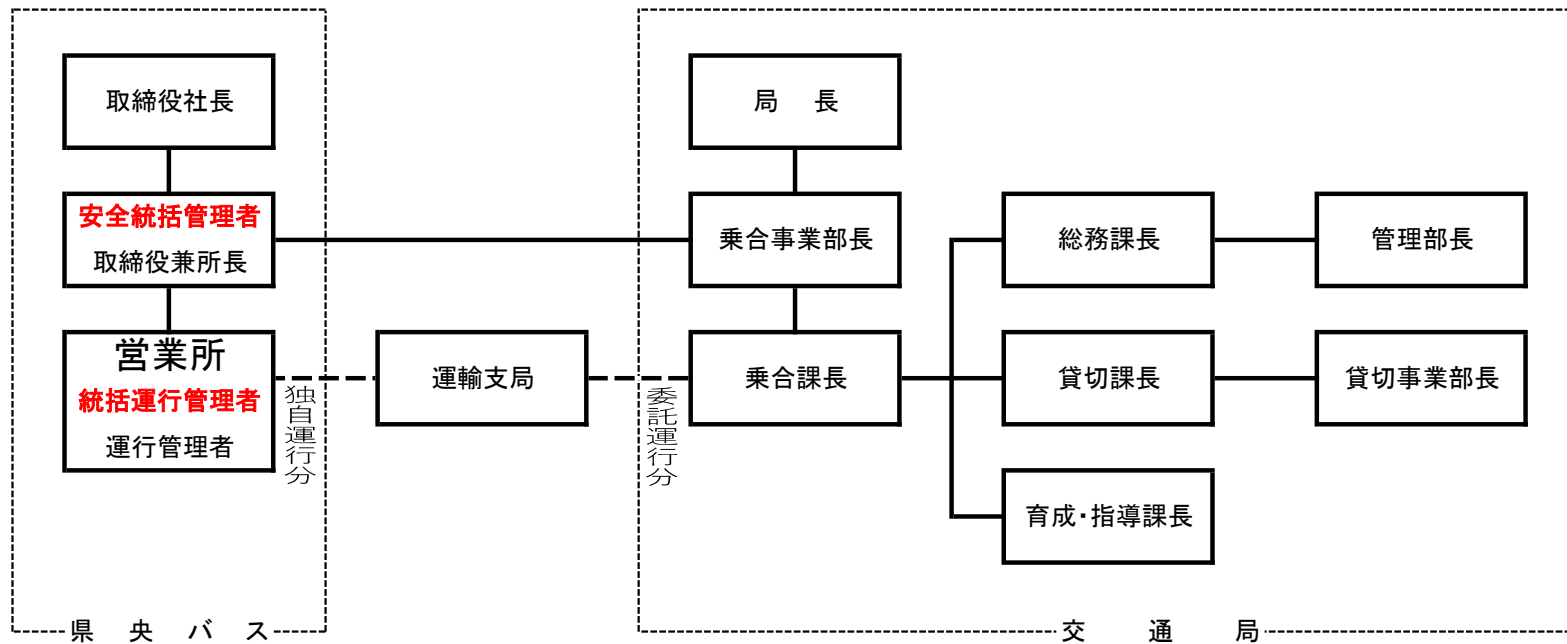 取締役社長
局 長
安全統括管理者
取締役兼所長
乗合事業部長
総務課長
管理部長
営業所
統括運行管理者
運行管理者
独自運行分
運輸支局
委託運行分
乗合課長
貸切課長
貸切事業部長
育成・指導課長
県 央 バ ス
交 通 局